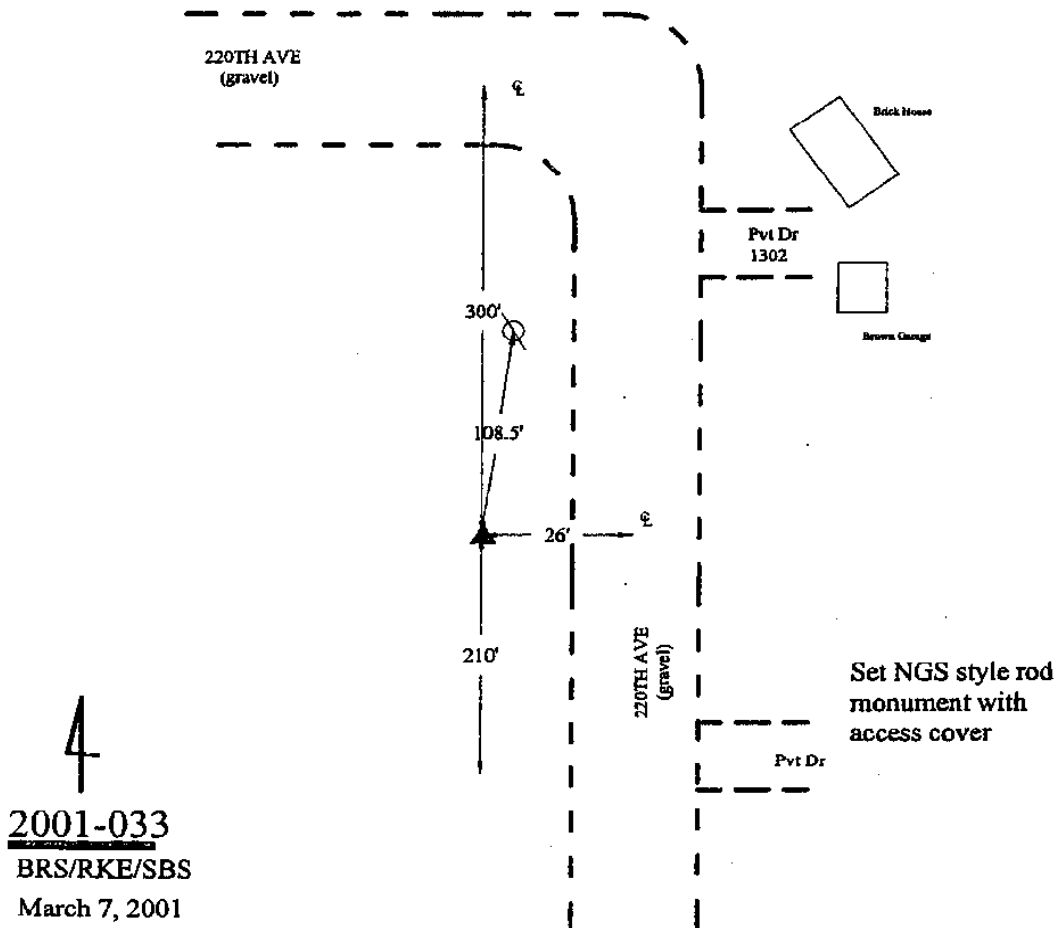 220TH AVE
(gravel)
℄
Brick House
Pvt Dr
1302
300'
Brown Garage
108.5'
26'
℄
210'
220TH AVE
(gravel)
Set NGS style rod
monument with
access cover
Pvt Dr
2001-033
BRS/RKE/SBS
March 7, 2001